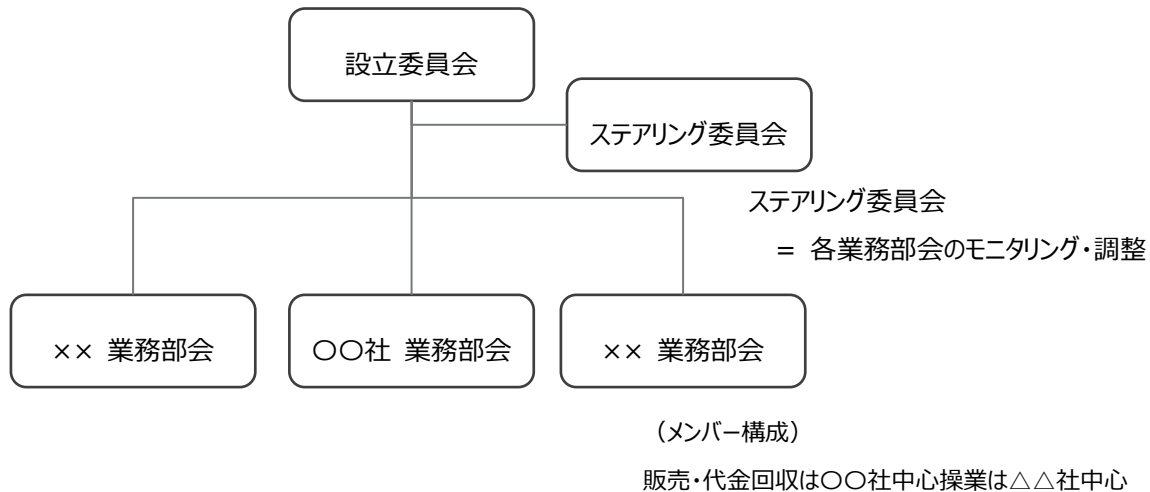 設立委員会
ステアリング委員会
ステアリング委員会
= 各業務部会のモニタリング・調整
×× 業務部会
〇〇社 業務部会
×× 業務部会
（メンバー構成）
販売・代金回収は〇〇社中心操業は△△社中心